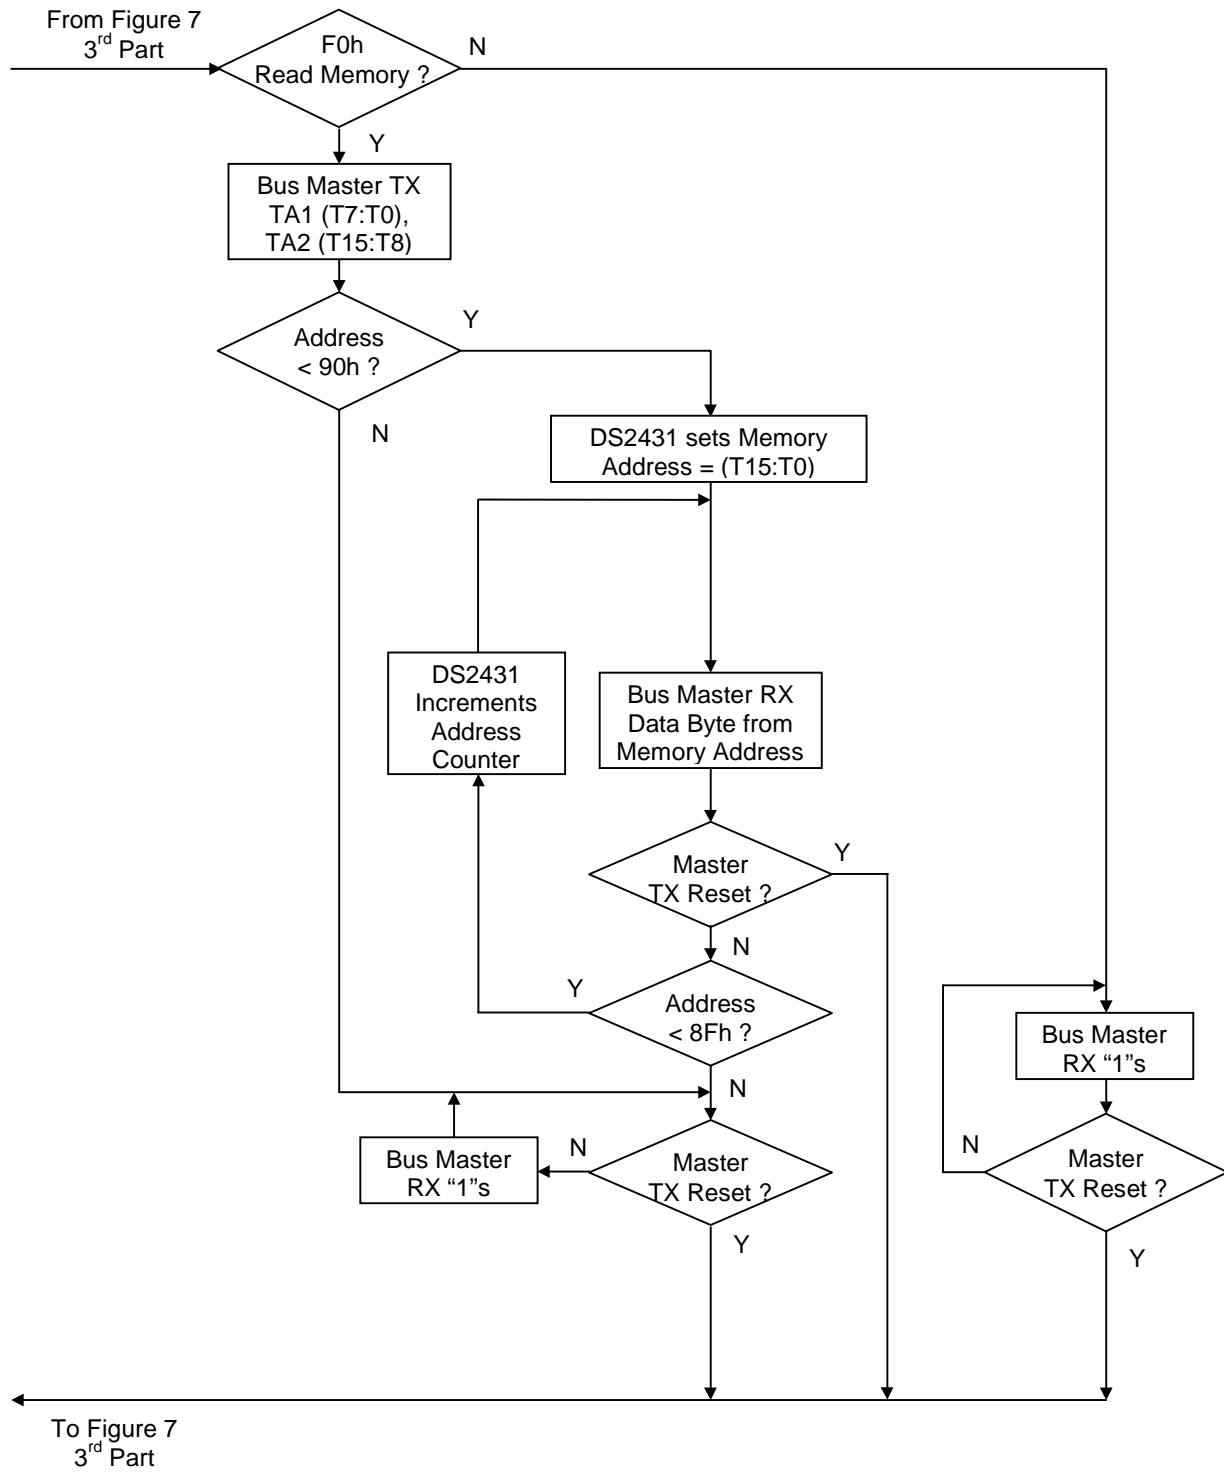 From Figure 7
3rd Part
F0h
Read Memory ?
N
Y
Bus Master TX
TA1 (T7:T0),
TA2 (T15:T8)
Address
< 90h ?
Y
N
DS2431 sets Memory
Address = (T15:T0)
DS2431
Increments
Address
Counter
Bus Master RX
Data Byte from
Memory Address
Master
TX Reset ?
Y
N
Address
< 8Fh ?
Y
N
Bus Master
RX “1”s
N
Master
TX Reset ?
Y
Bus Master
RX “1”s
N
Master
TX Reset ?
Y
To Figure 7
3rd Part